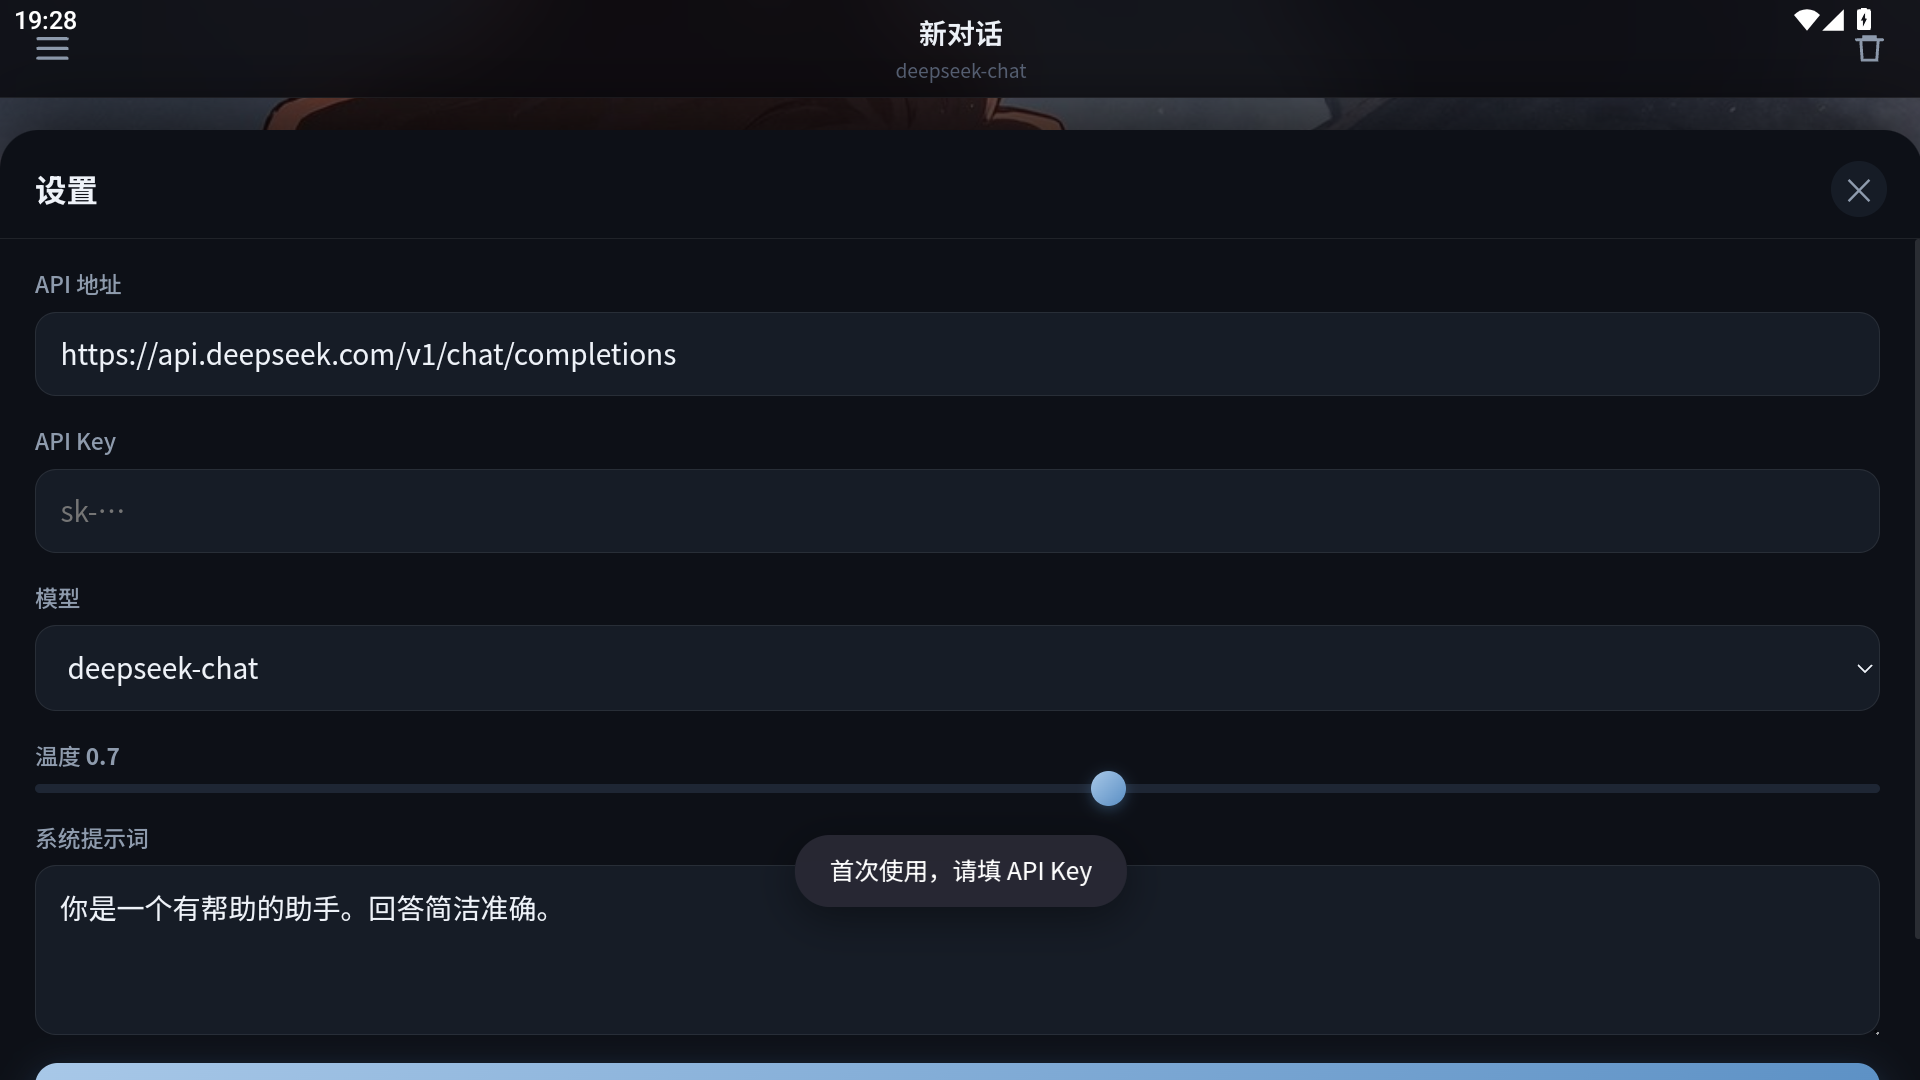 19:28
新对话
deepseek-chat
设置
API 地址
https://api.deepseek.com/v1/chat/completions
API Key
sk-···
模型
deepseek-chat
温度 0.7
系统提示词
首次使用，请填 API Key
你是一个有帮助的助手。回答简洁准确。